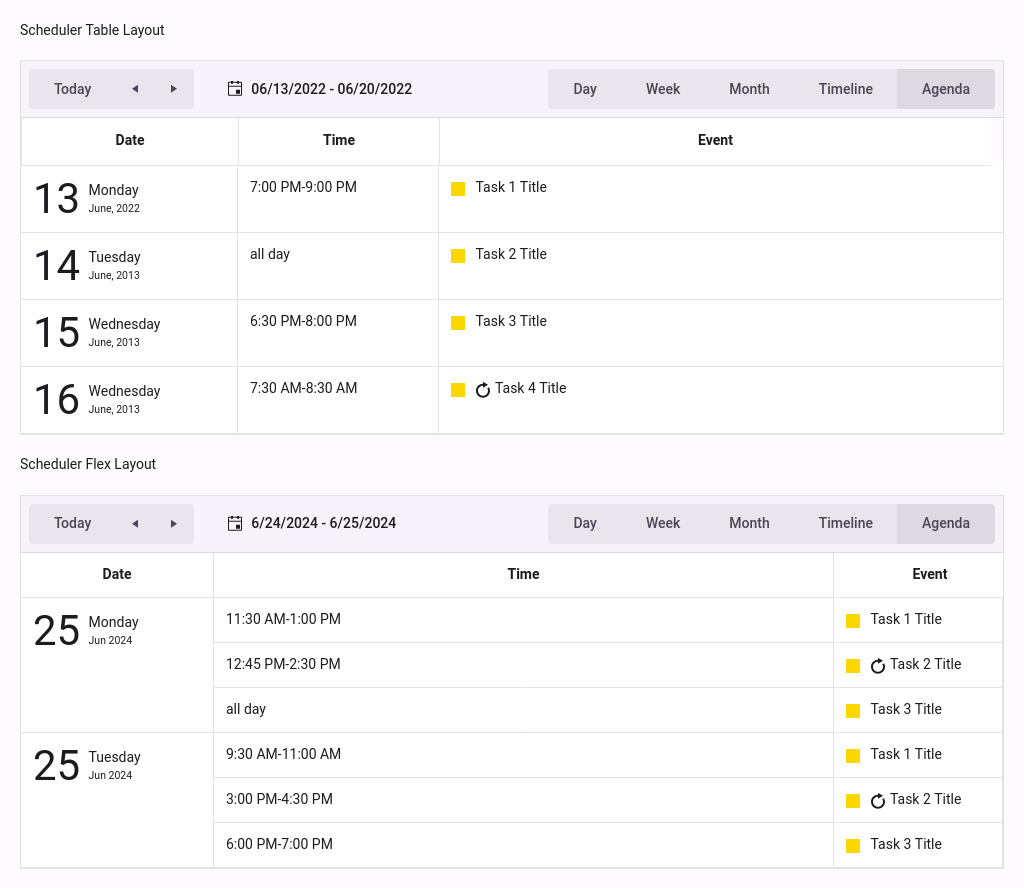 Scheduler Table Layout
Today 06/13/2022 - 06/20/2022 Day Week Month Timeline Agenda
Date Time Event
13 Monday 7:00 PM-9:00 PM Task 1 Title
June, 2022
14 Tuesday all day Task 2 Title
June, 2013
15 Wednesday 6:30 PM-8:00 PM Task 3 Title
June, 2013
16 Wednesday 7:30 AM-8:30 AM Task 4 Title
June, 2013
Scheduler Flex Layout
Today 6/24/2024 - 6/25/2024 Day Week Month Timeline Agenda
Date Time Event
25 Monday 11:30 AM-1:00 PM Task 1 Title
Jun 2024
12:45 PM-2:30 PM Task 2 Title
all day Task 3 Title
25 Tuesday 9:30 AM-11:00 AM Task 1 Title
Jun 2024
3:00 PM-4:30 PM Task 2 Title
6:00 PM-7:00 PM Task 3 Title